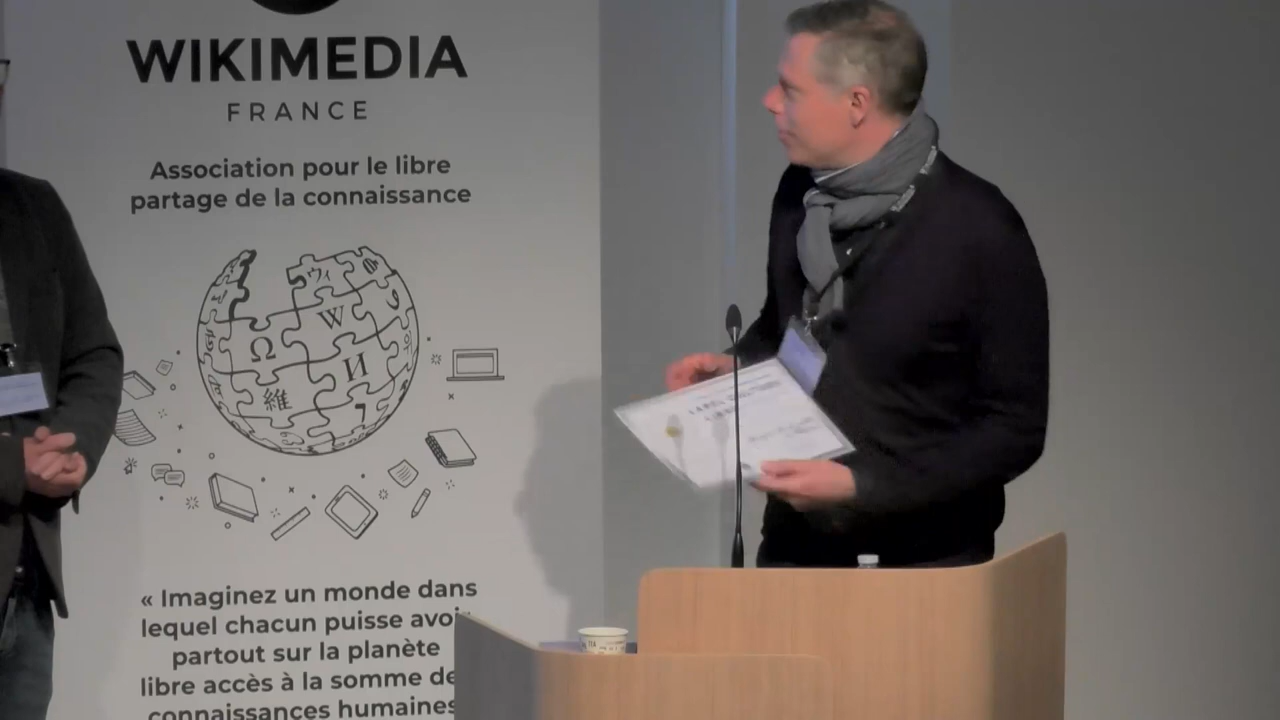 WIKIMEDIA
FRANCE
Association pour le libre
partage de la connaissance
W
Ω
И
維
« Imaginez un monde dans
lequel chacun puisse avoi
partout sur la planète
libre accès à la somme de
connaissances humaines